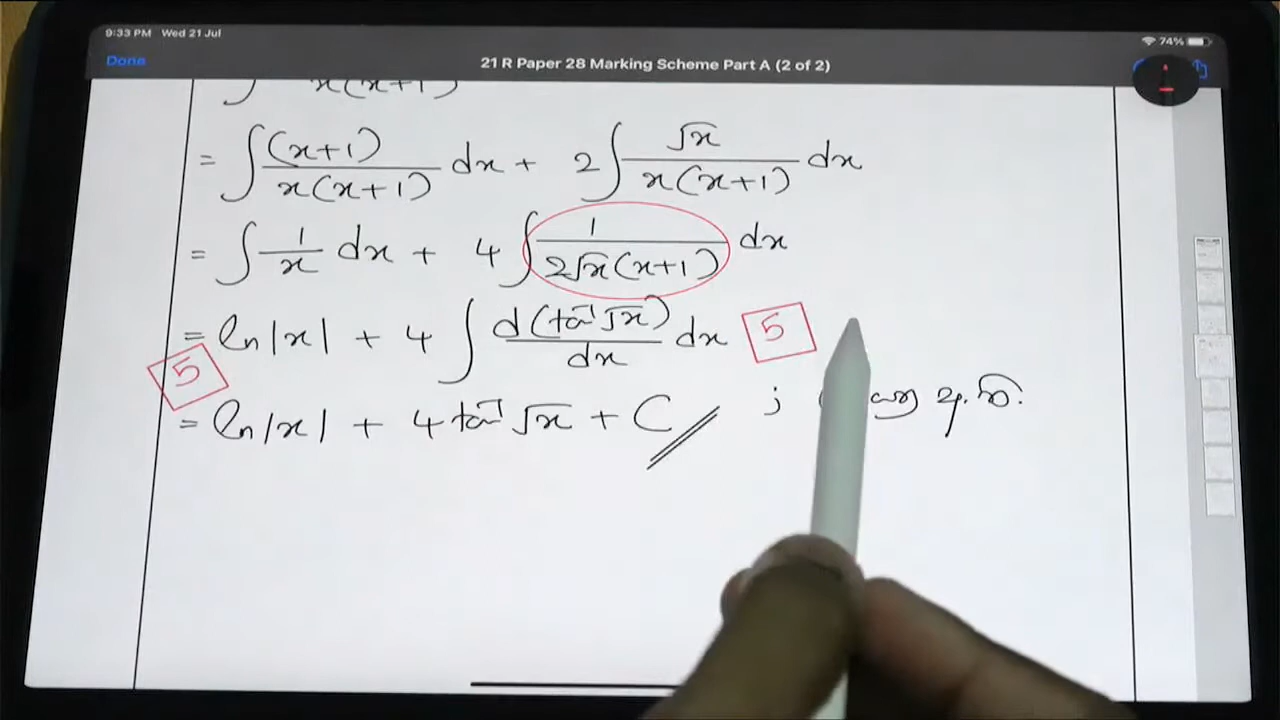 9:33 PM Wed 21 Jul
74%
Done
21 R Paper 28 Marking Scheme Part A (2 of 2)
x(x+1)
= ∫ (x+1)/x(x+1) dx + 2∫ √x/x(x+1) dx
= ∫ 1/x dx + 4∫ 1/2√x(x+1) dx
= ln|x| + 4∫ d(tan⁻¹√x)/dx dx 5
5
= ln|x| + 4tan⁻¹√x + C ;